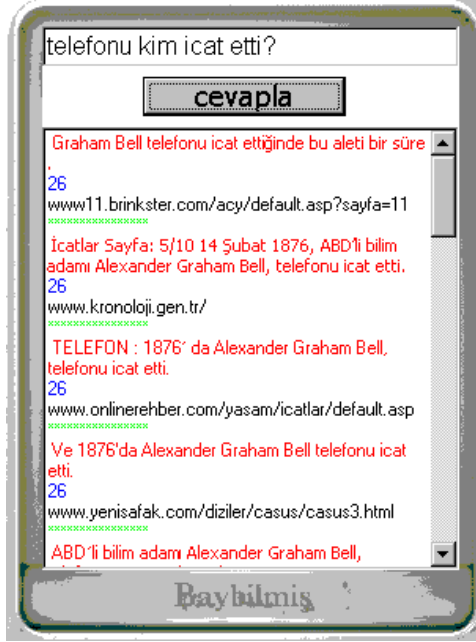 telefonu kim icat etti?
cevapla
Graham Bell telefonu icat ettiğinde bu aleti bir süre
.
26
www11.brinkster.com/acy/default.asp?sayfa=11
****************
İcatlar Sayfa: 5/10 14 Şubat 1876, ABD'li bilim
adamı Alexander Graham Bell, telefonu icat etti.
26
www.kronoloji.gen.tr/
****************
TELEFON : 1876´ da Alexander Graham Bell,
telefonu icat etti.
26
www.onlinerehber.com/yasam/icatlar/default.asp
****************
Ve 1876'da Alexander Graham Bell telefonu icat
etti.
26
www.yenisafak.com/diziler/casus/casus3.html
****************
ABD´li bilim adamı Alexander Graham Bell,
Baybilmiş